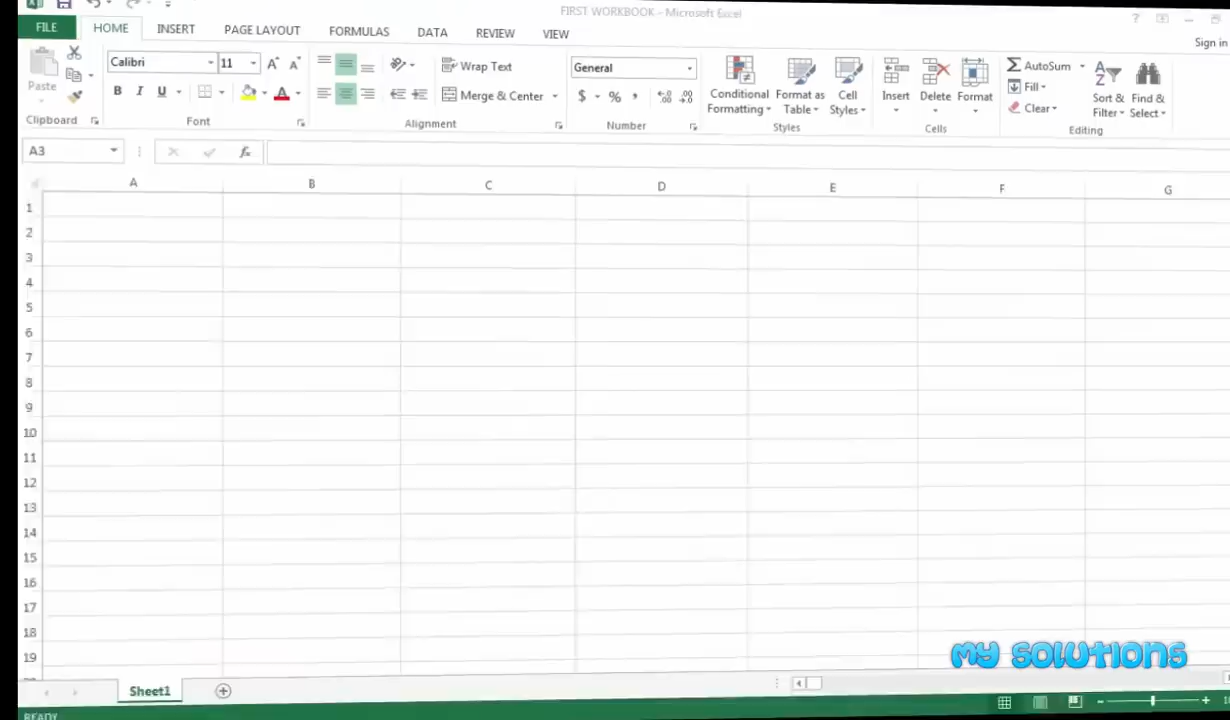 FIRST WORKBOOK - Microsoft Excel
FILE HOME INSERT PAGE LAYOUT FORMULAS DATA REVIEW VIEW
Sign in
Paste
Clipboard
Calibri 11
B I U
Font
Wrap Text
Merge & Center
Alignment
General
$ % ,
Number
Conditional Formatting
Format as Table
Cell Styles
Styles
Insert Delete Format
Cells
AutoSum
Fill
Clear
Sort & Filter
Find & Select
Editing
A3
fx
A B C D E F G
1
2
3
4
5
6
7
8
9
10
11
12
13
14
15
16
17
18
19
My Solutions
Sheet1
READY